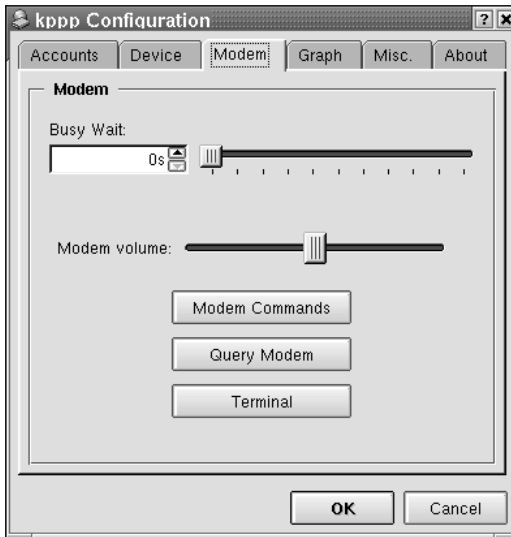 kppp Configuration
Accounts Device Modem Graph Misc. About
Modem
Busy Wait:
0s
Modem volume:
Modem Commands
Query Modem
Terminal
OK Cancel